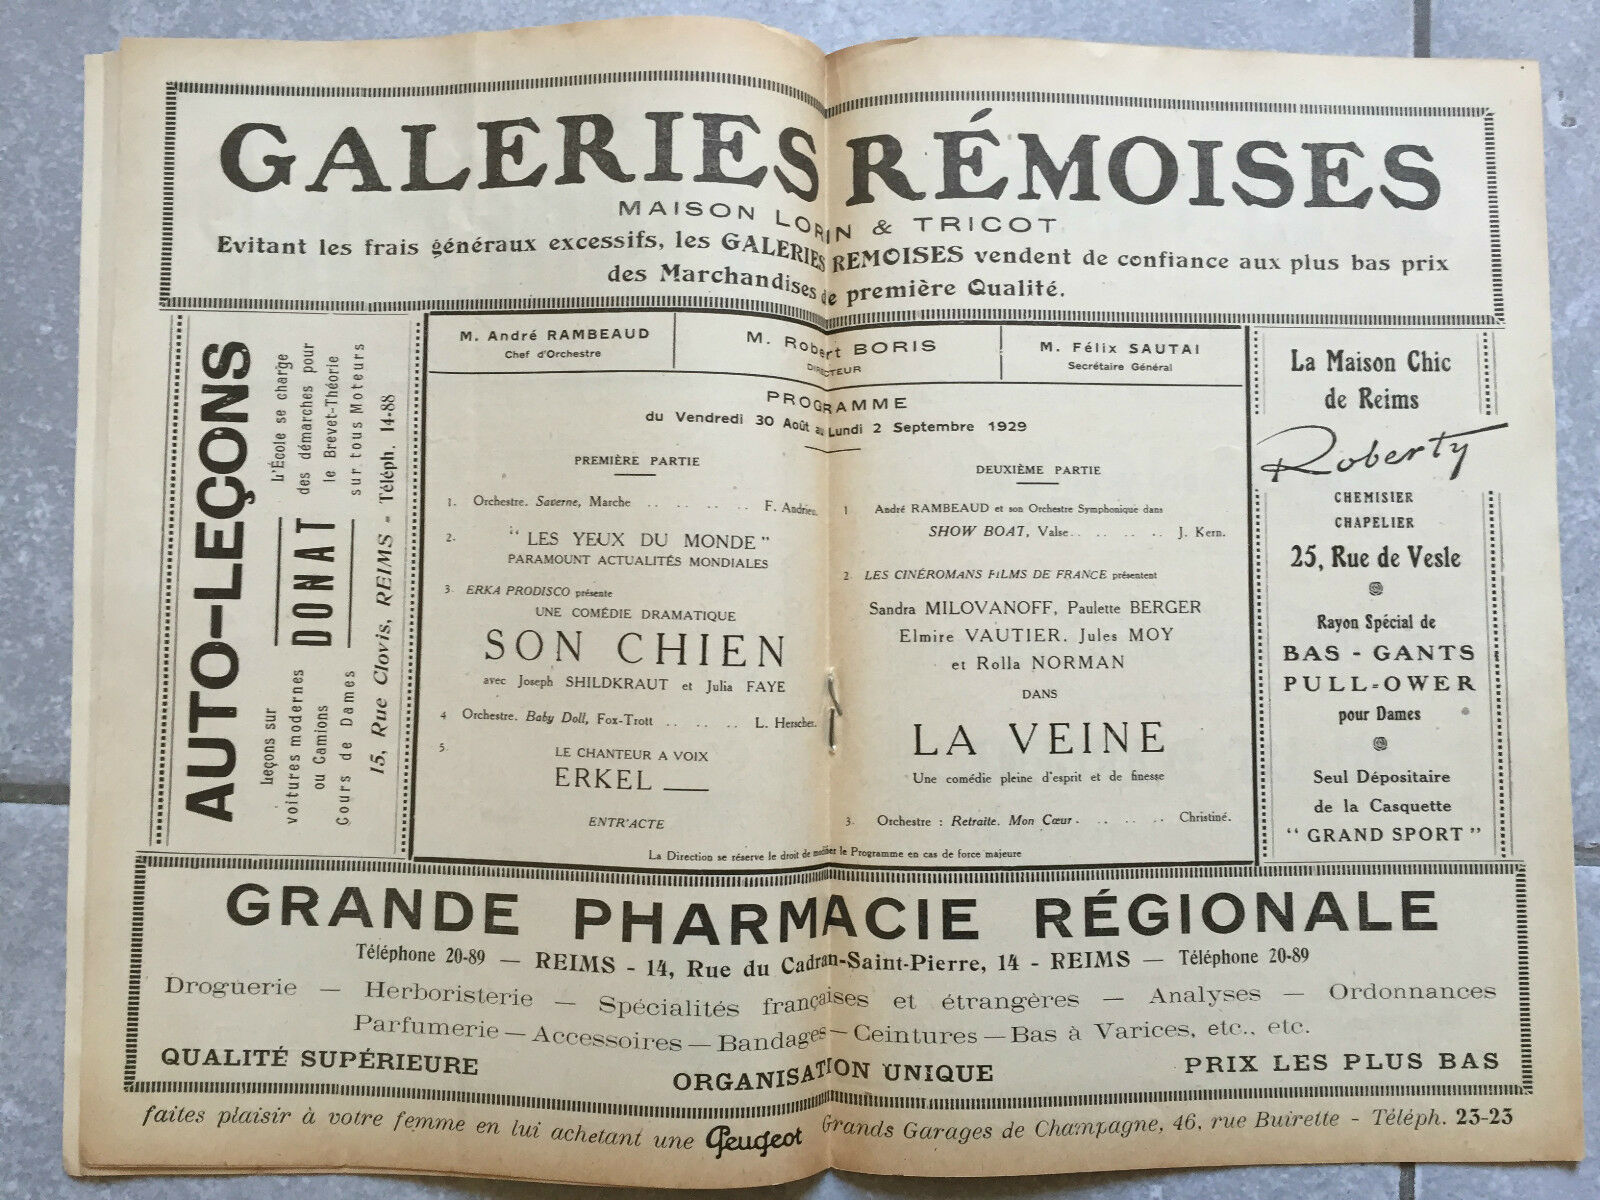 GALERIES RÉMOISES
MAISON LORIN & TRICOT
Evitant les frais généraux excessifs, les GALERIES REMOISES vendent de confiance aux plus bas prix
des Marchandises de première Qualité.
AUTO-LEÇONS
Leçons sur
voitures modernes
ou Camions
Cours de Dames
DONAT
L'École se charge
des démarches pour
le Brevet-Théorie
sur tous Moteurs
15, Rue Clovis, REIMS - Téléph. 14-88
M. André RAMBEAUD
Chef d'Orchestre
M. Robert BORIS
DIRECTEUR
M. Félix SAUTAI
Secrétaire Général
PROGRAMME
du Vendredi 30 Août au Lundi 2 Septembre 1929
PREMIÈRE PARTIE
1. Orchestre. Saverne, Marche .. .. .. .. F. Andrieu.
2. "LES YEUX DU MONDE"
PARAMOUNT ACTUALITÉS MONDIALES
3 ERKA PRODISCO présente
UNE COMÉDIE DRAMATIQUE
SON CHIEN
avec Joseph SHILDKRAUT et Julia FAYE
4 Orchestre. Baby Doll, Fox-Trott .. .. .. .. L. Herscher.
5. LE CHANTEUR A VOIX
ERKEL
ENTR'ACTE
DEUXIÈME PARTIE
1 André RAMBEAUD et son Orchestre Symphonique dans
SHOW BOAT, Valse.. .. .. .. .. J. Kern.
2 LES CINÉROMANS FILMS DE FRANCE présentent
Sandra MILOVANOFF, Paulette BERGER
Elmire VAUTIER, Jules MOY
et Rolla NORMAN
DANS
LA VEINE
Une comédie pleine d'esprit et de finesse
3. Orchestre : Retraite. Mon Cœur . .. .. .. Christiné.
La Direction se réserve le droit de modifier le Programme en cas de force majeure
La Maison Chic
de Reims
Roberty
CHEMISIER
CHAPELIER
25, Rue de Vesle
Rayon Spécial de
BAS - GANTS
PULL-OWER
pour Dames
Seul Dépositaire
de la Casquette
"GRAND SPORT"
GRANDE PHARMACIE RÉGIONALE
Téléphone 20-89 — REIMS - 14, Rue du Cadran-Saint-Pierre, 14 - REIMS — Téléphone 20-89
Droguerie — Herboristerie — Spécialités françaises et étrangères — Analyses — Ordonnances
Parfumerie — Accessoires — Bandages — Ceintures — Bas à Varices, etc., etc.
QUALITÉ SUPÉRIEURE ORGANISATION UNIQUE PRIX LES PLUS BAS
faites plaisir à votre femme en lui achetant une Peugeot Grands Garages de Champagne, 46, rue Buirette - Téléph. 23-23